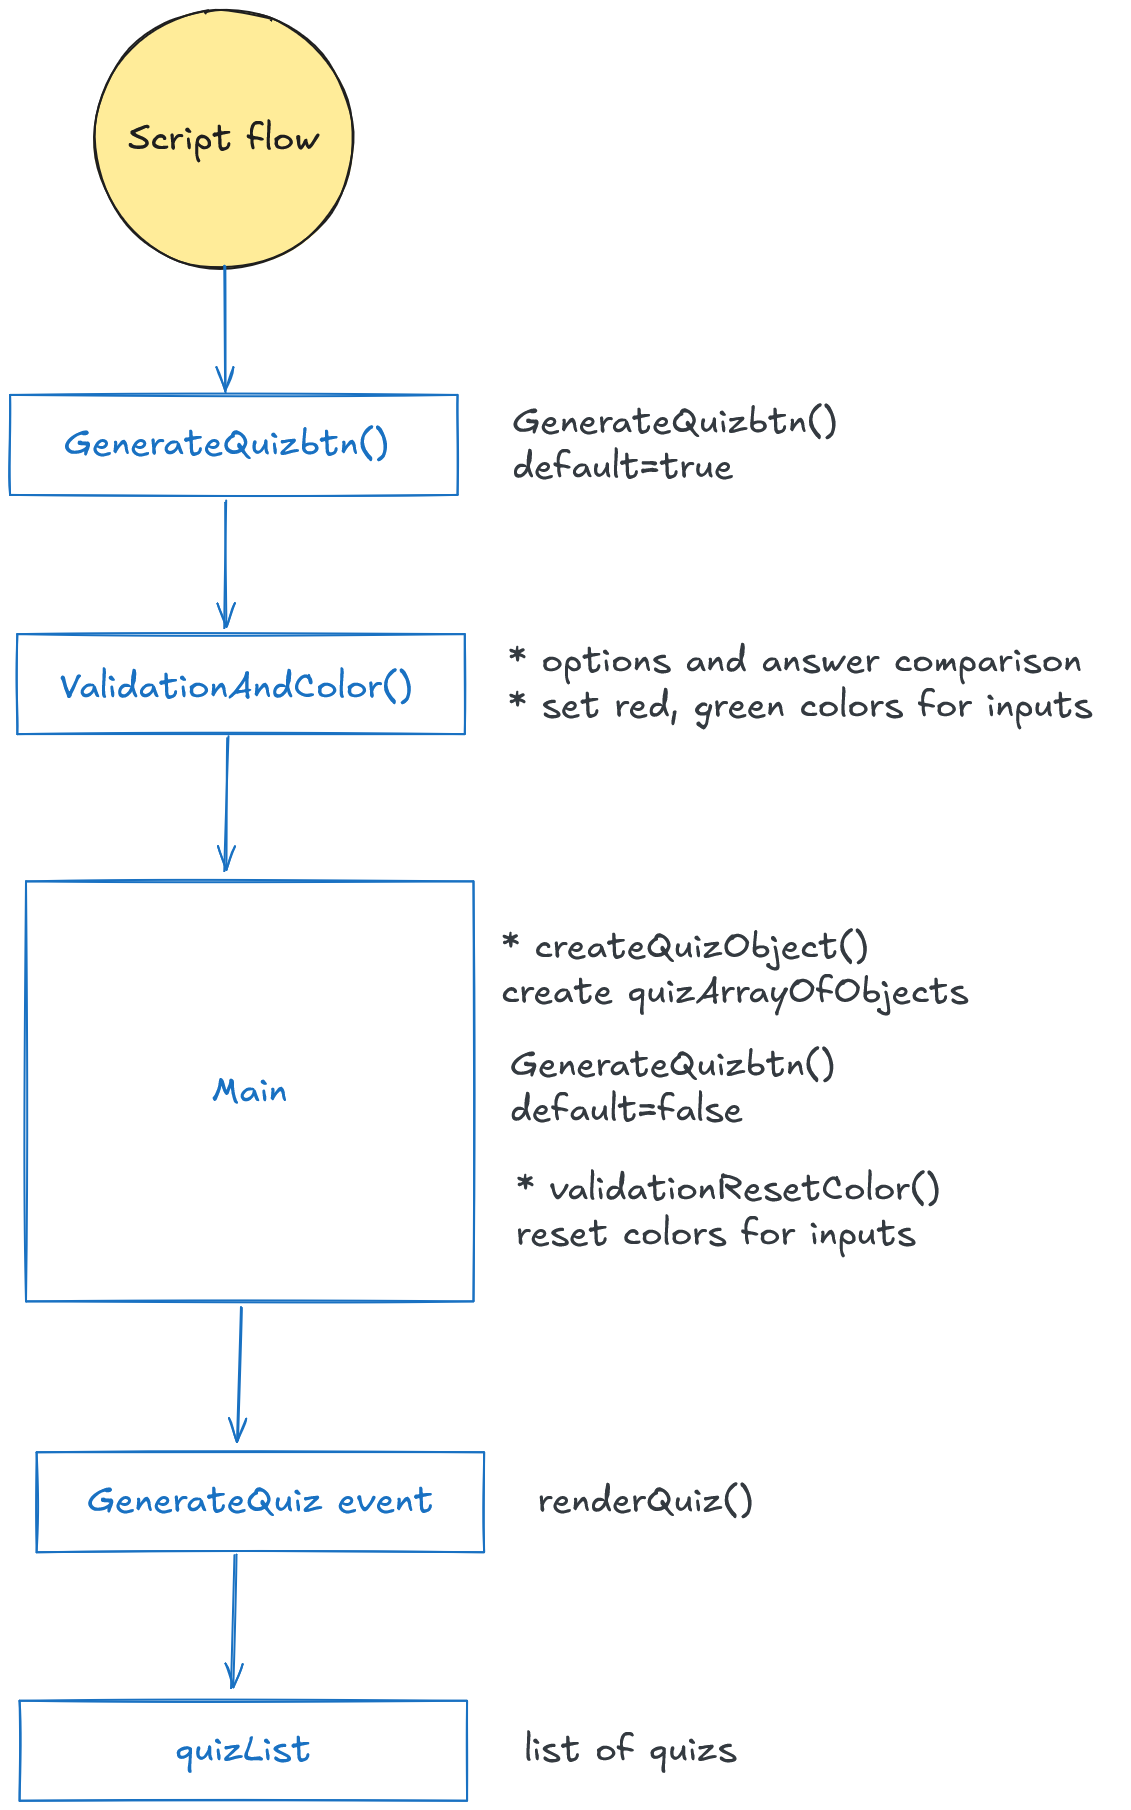 Script flow
GenerateQuizbtn()
GenerateQuizbtn()
default=true
ValidationAndColor()
* options and answer comparison
* set red, green colors for inputs
Main
* createQuizObject()
create quizArrayOfObjects
GenerateQuizbtn()
default=false
* validationResetColor()
reset colors for inputs
GenerateQuiz event
renderQuiz()
quizList
list of quizs